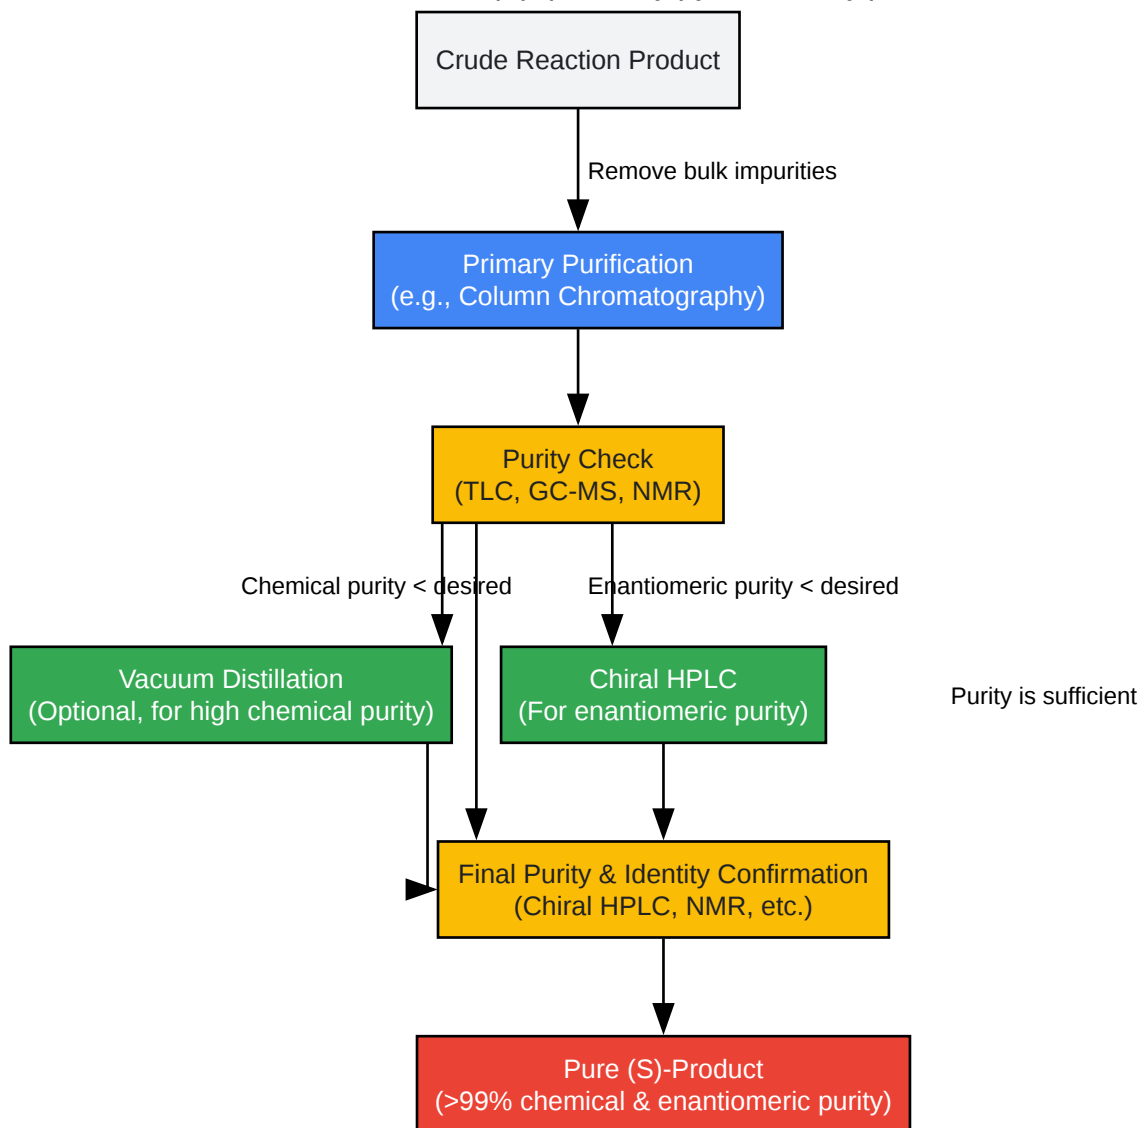 Crude Reaction Product
Remove bulk impurities
Primary Purification
(e.g., Column Chromatography)
Purity Check
(TLC, GC-MS, NMR)
Chemical purity < desired
Enantiomeric purity < desired
Vacuum Distillation
(Optional, for high chemical purity)
Chiral HPLC
(For enantiomeric purity)
Purity is sufficient
Final Purity & Identity Confirmation
(Chiral HPLC, NMR, etc.)
Pure (S)-Product
(>99% chemical & enantiomeric purity)